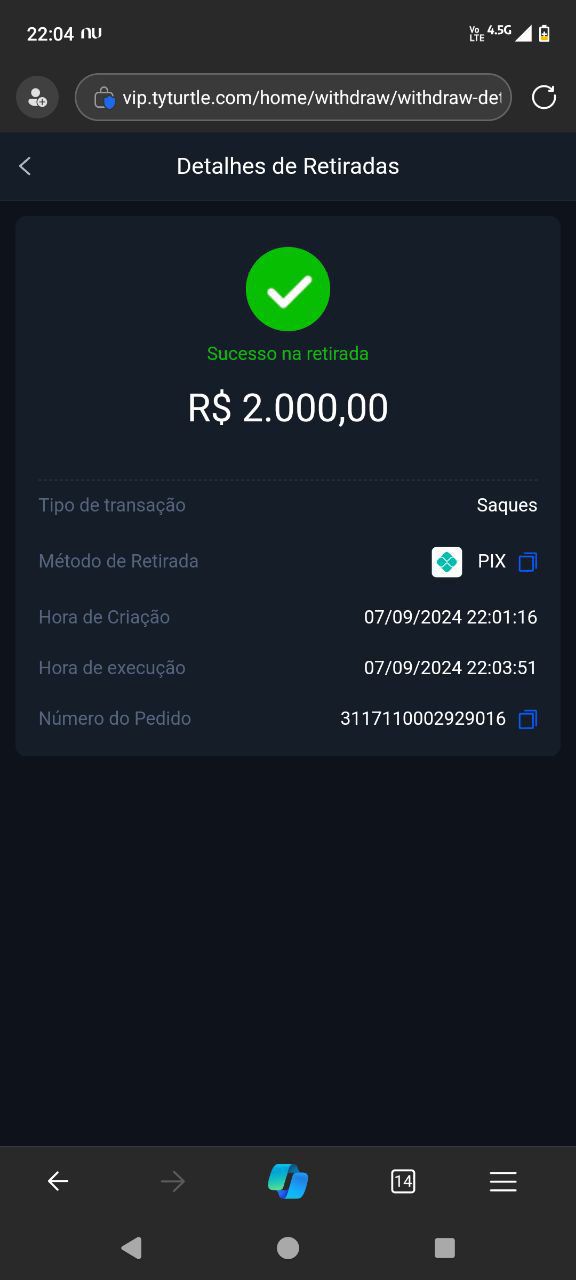 22:04 nu
Vo LTE 4.5G
vip.tyturtle.com/home/withdraw/withdraw-det
Detalhes de Retiradas
Sucesso na retirada
R$ 2.000,00
Tipo de transação Saques
Método de Retirada PIX
Hora de Criação 07/09/2024 22:01:16
Hora de execução 07/09/2024 22:03:51
Número do Pedido 3117110002929016
14